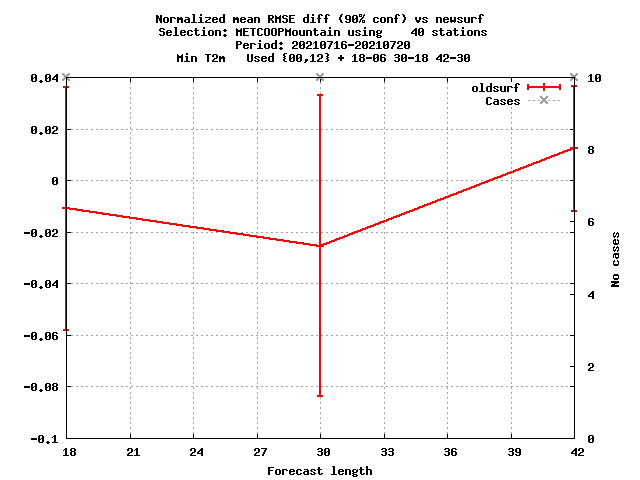 Normalized mean RMSE diff (90% conf) vs newsurf
Selection: METCOOPMountain using    40 stations
Period: 20210716-20210720
Min T2m   Used {00,12} + 18-06 30-18 42-30
oldsurf
Cases
0.04
0.02
0
-0.02
-0.04
-0.06
-0.08
-0.1
10
8
6
4
2
0
No cases
18 21 24 27 30 33 36 39 42
Forecast length